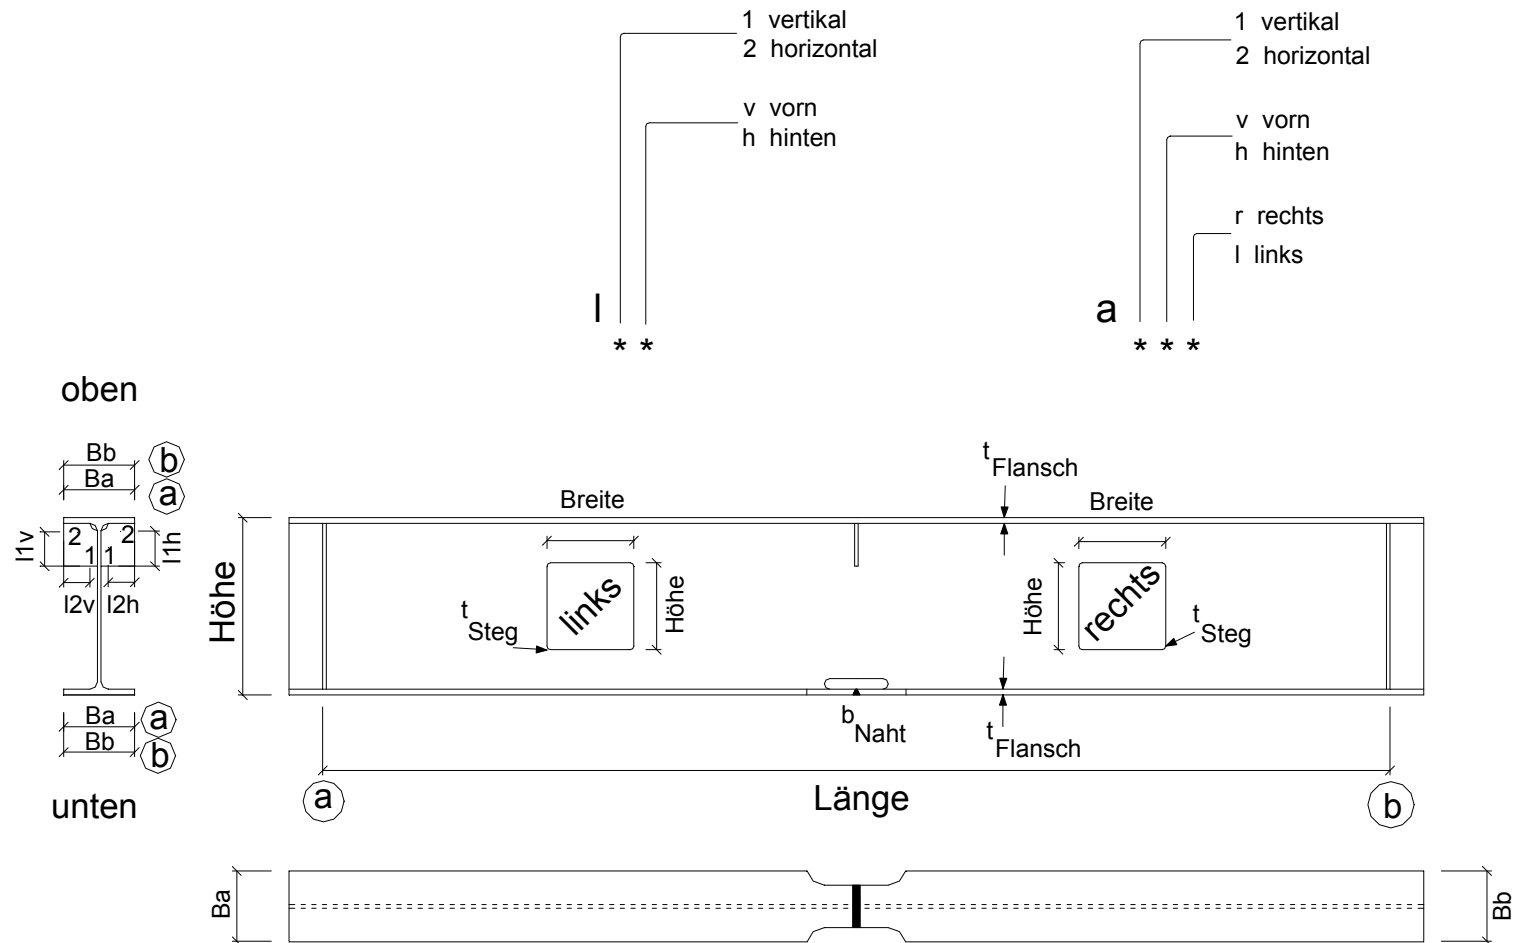 1 vertikal
2 horizontal
v vorn
h hinten
l
* *
1 vertikal
2 horizontal
v vorn
h hinten
r rechts
l links
a
* * *
oben
Bb
b
Ba
a
2
2
1
1
l1v
l1h
l2v
l2h
Ba
a
Bb
b
unten
Höhe
Breite
t Flansch
Breite
links
Höhe
t Steg
Höhe
rechts
t Steg
b Naht
t Flansch
a
Länge
b
Ba
Bb